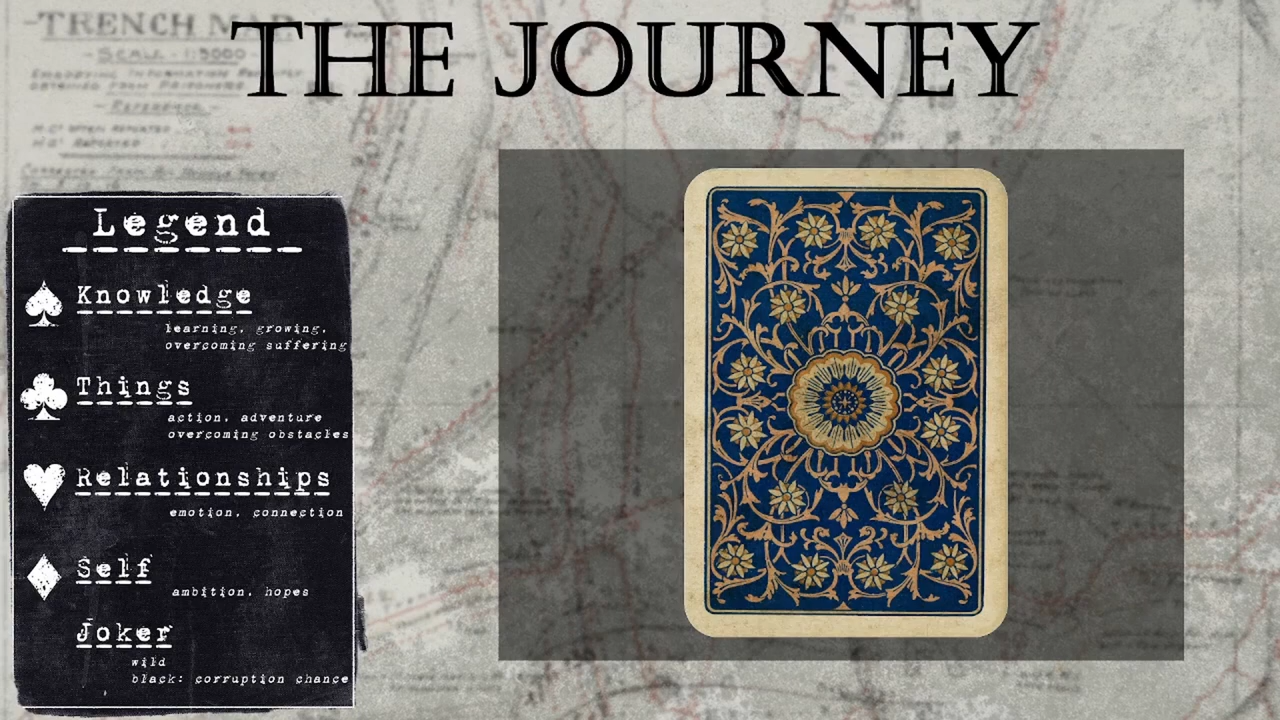 THE JOURNEY
TRENCH MAP
SCALE 1:5000
Legend
Knowledge
learning, growing,
overcoming suffering
Things
action, adventure
overcoming obstacles
Relationships
emotion, connection
Self
ambition, hopes
Joker
wild
black: corruption chance